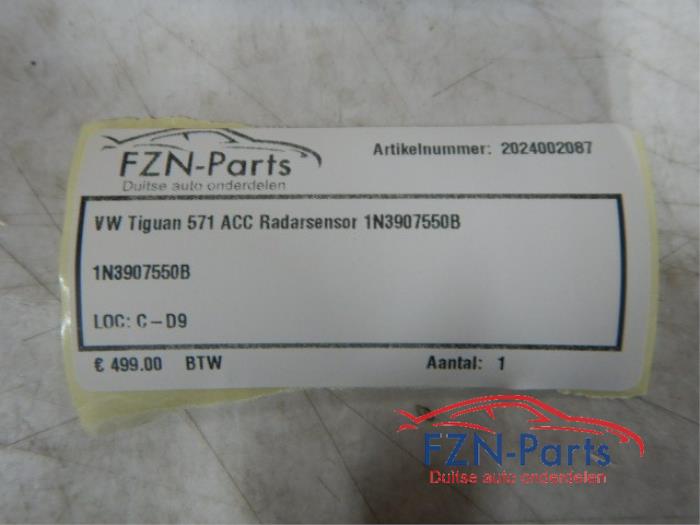 FZN-Parts
Duitse auto onderdelen
Artikelnummer: 2024002087
VW Tiguan 571 ACC Radarsensor 1N3907550B
1N3907550B
LOC: C-D9
€ 499.00 BTW
Aantal: 1
FZN-Parts
Duitse auto onderdelen